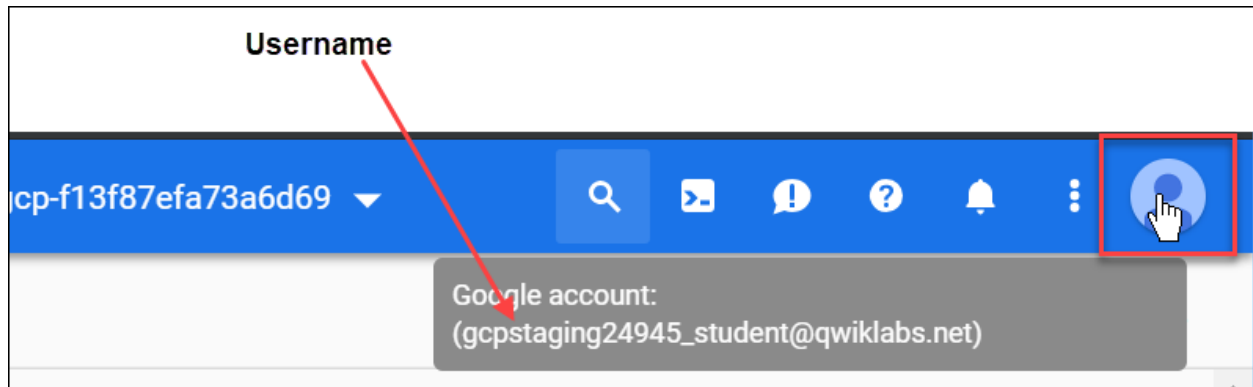 Username
gcp-f13f87efa73a6d69
Google account:
(gcpstaging24945_student@qwiklabs.net)